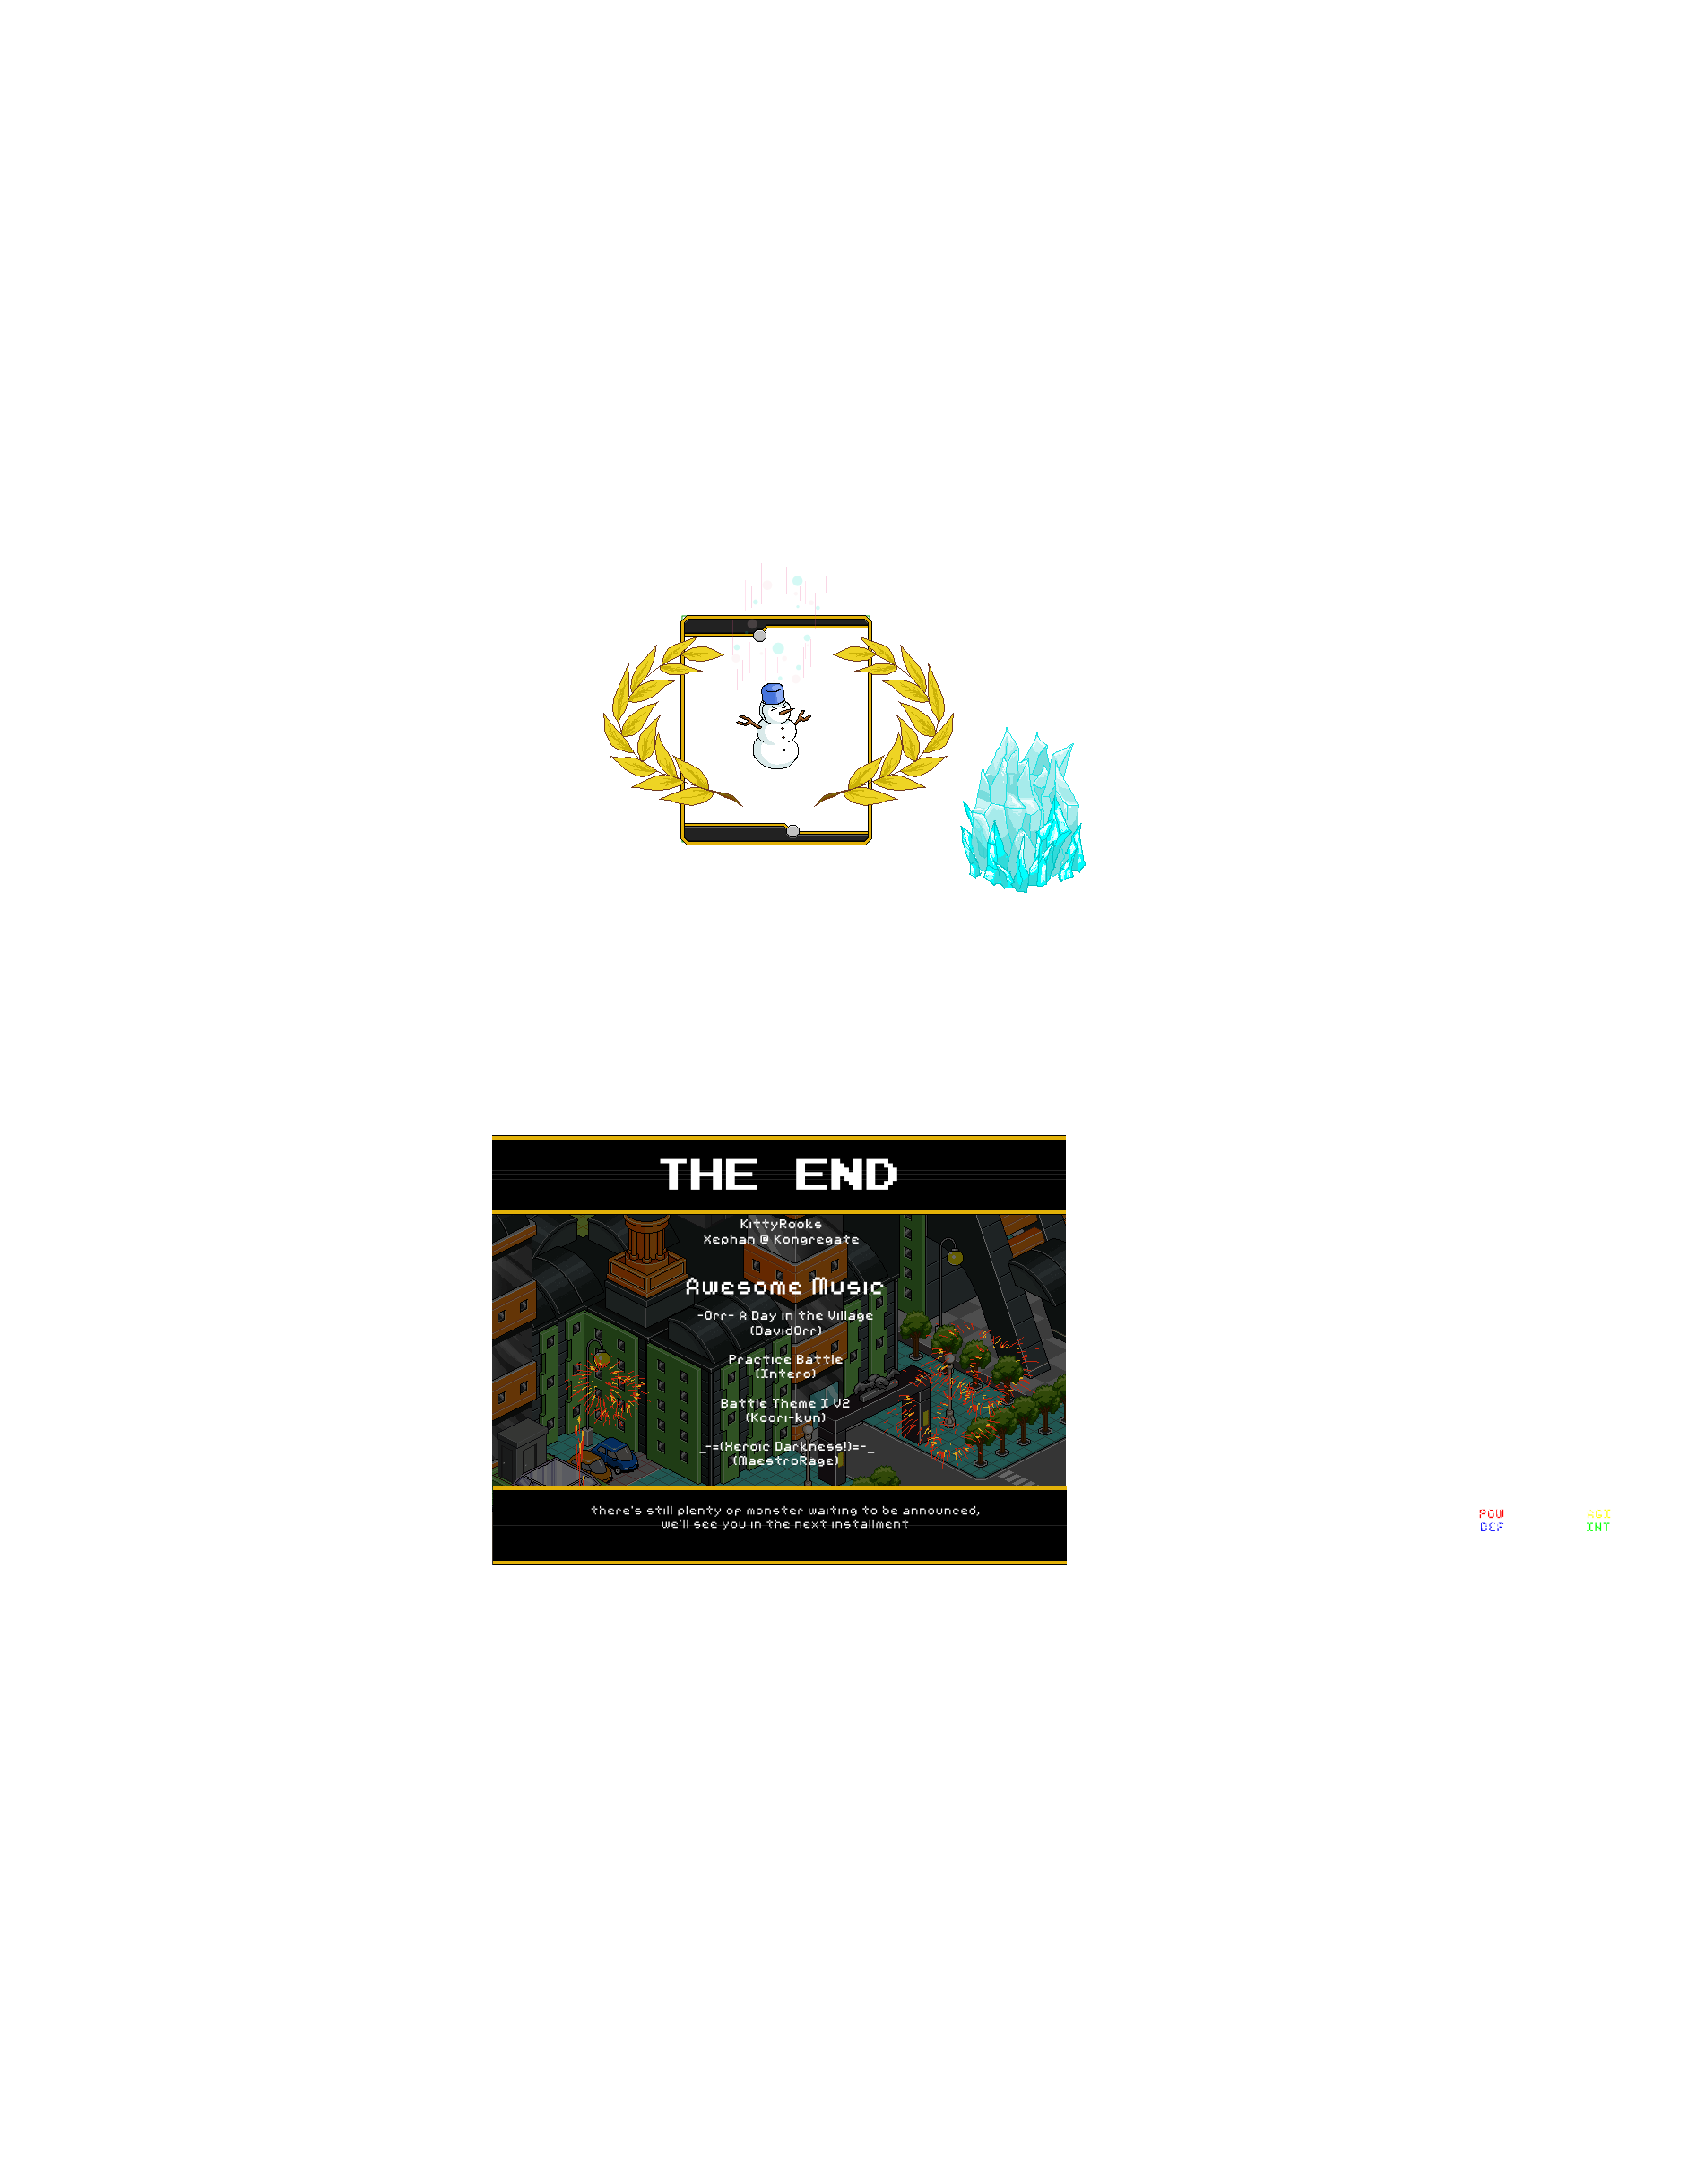 THE END
KittyRooks
Xephan @ Kongregate
Awesome Music
-Orr- A Day in the Village
(DavidOrr)
Practice Battle
(Intero)
Battle Theme I V2
(Koori-kun)
_-=(Heroic Darkness!)=-_
(MaestroRage)
there's still plenty of monster waiting to be announced,
we'll see you in the next installment
POW AGI
DEF INT